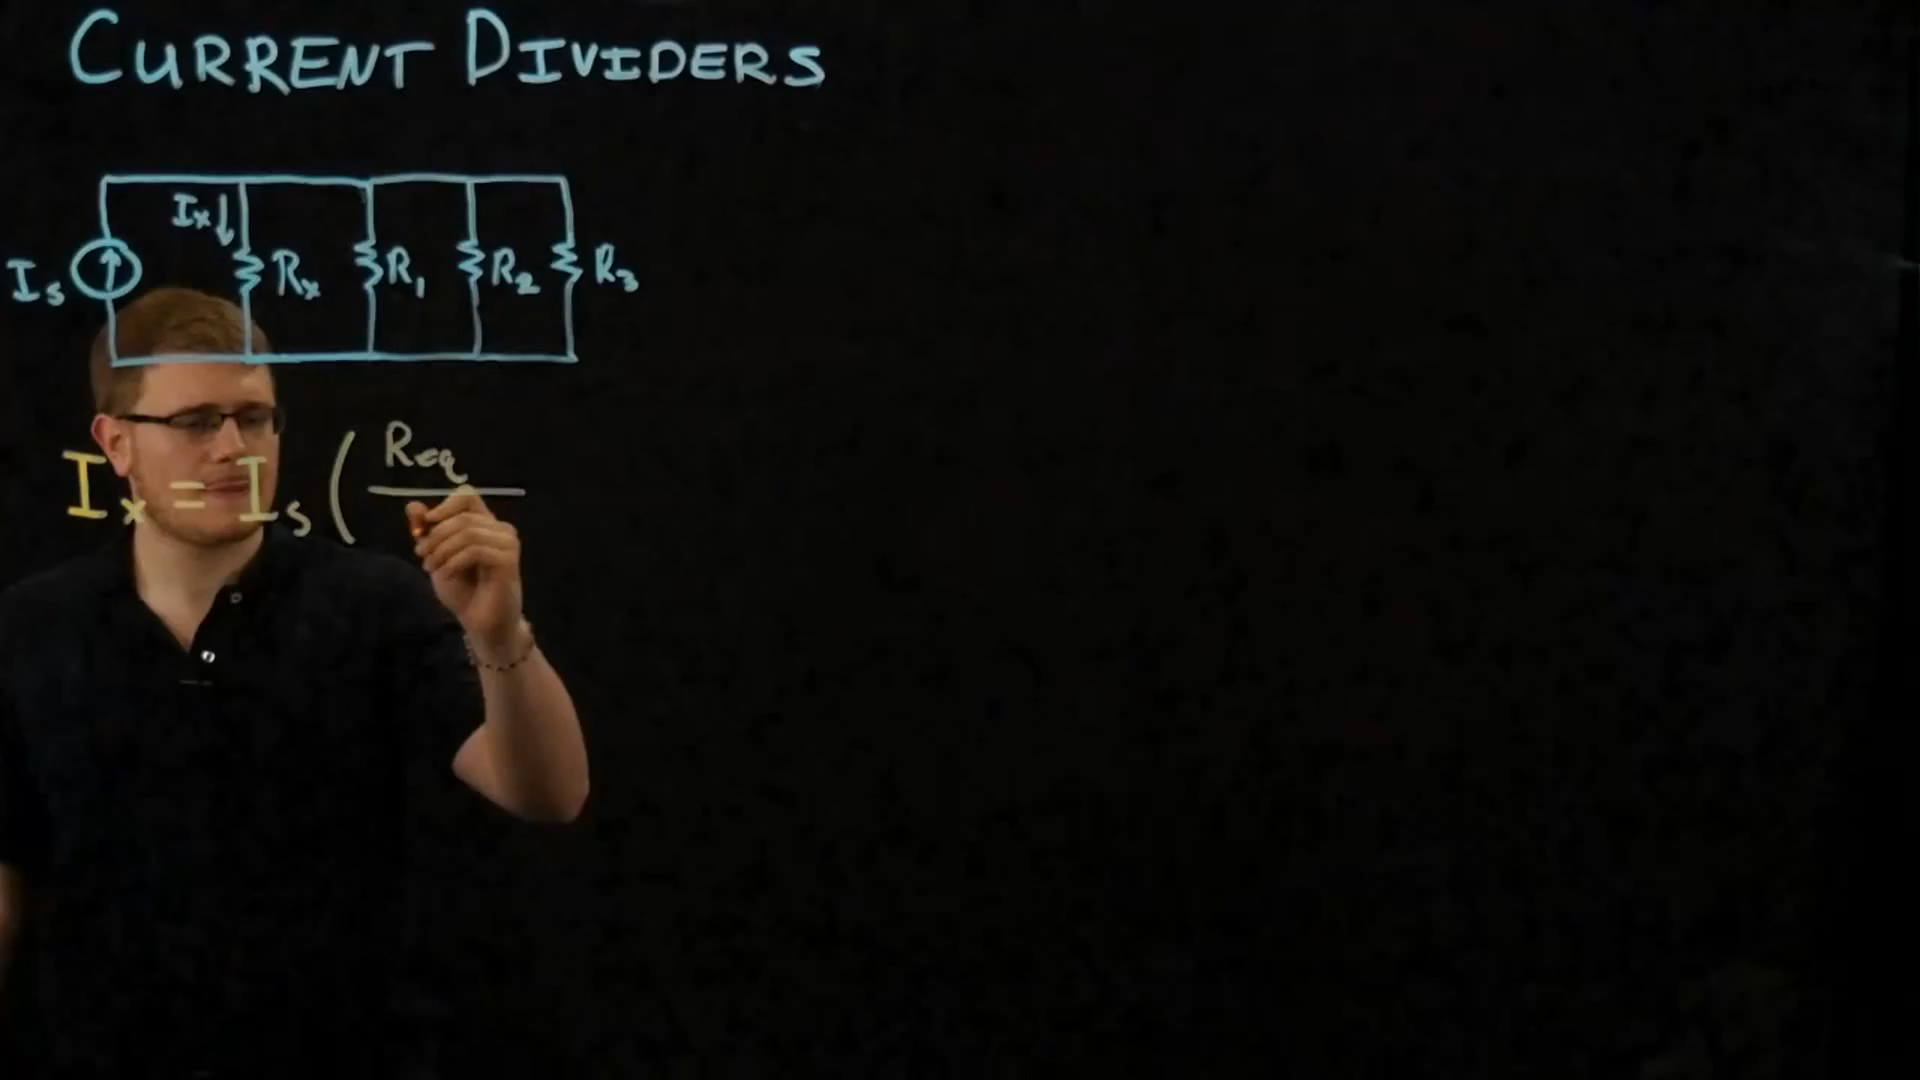 CURRENT DIVIDERS
Ix↓
Is Rx R1 R2 R3
Ix = Is ( Req